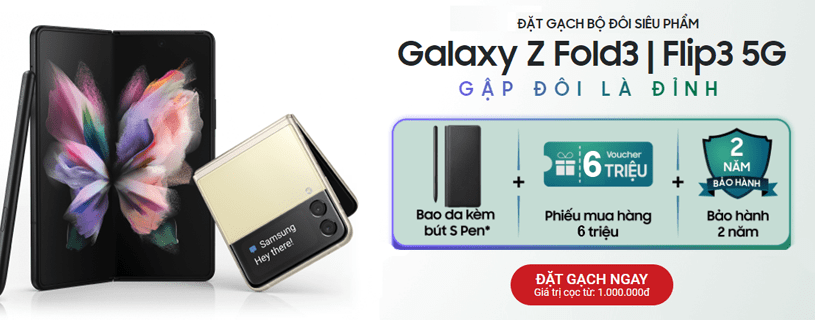 ĐẶT GẠCH BỘ ĐÔI SIÊU PHẨM
Galaxy Z Fold3 | Flip3 5G
GẬP ĐÔI LÀ ĐỈNH
Bao da kèm
bút S Pen*
+
Voucher
6 TRIỆU
Phiếu mua hàng
6 triệu
+
2
NĂM
BẢO HÀNH
Bảo hành
2 năm
Samsung
Hey there!
ĐẶT GẠCH NGAY
Giá trị cọc từ: 1.000.000đ